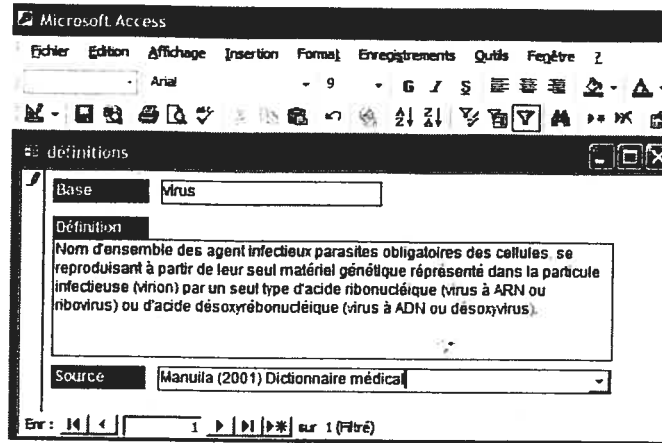 Microsoft Access
Fichier Edition Affichage Insertion Format Enregistrements Outils Fenêtre ?
Arial 9 G I S
définitions
Base virus
Définition
Nom d'ensemble des agent infectieux parasites obligatoires des cellules, se
reproduisant à partir de leur seul matériel génétique réprésenté dans la particule
infectieuse (virion) par un seul type d'acide ribonucléique (virus à ARN ou
ribovirus) ou d'acide désoxyrébonucléique (virus à ADN ou désoxyvirus).
Source Manuila (2001) Dictionnaire médical
Enr : 1 sur 1 (Filtré)